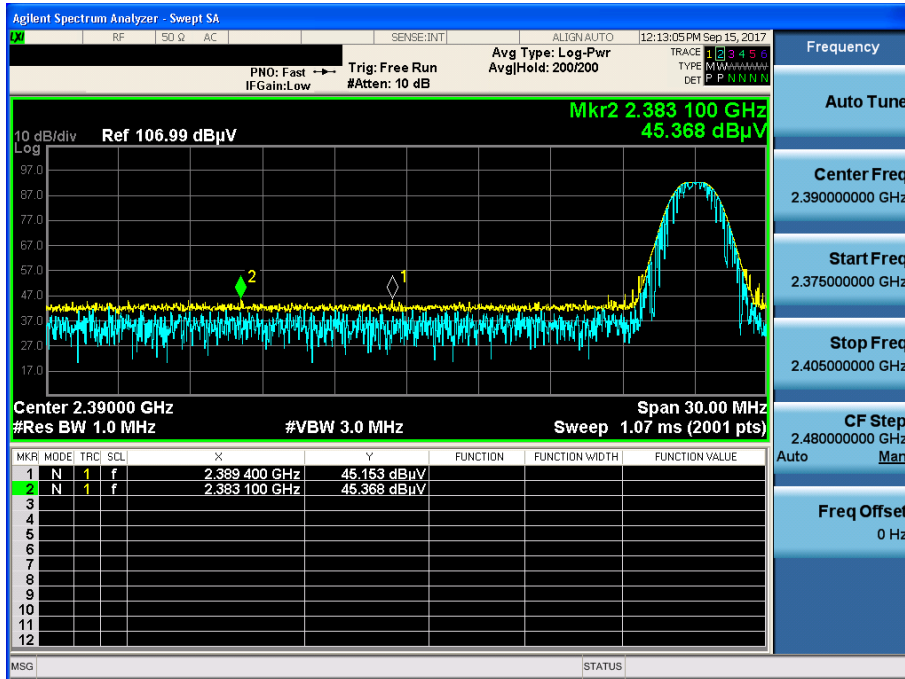 Agilent Spectrum Analyzer - Swept SA
LXI RF 50 Ω AC SENSE:INT ALIGN AUTO 12:13:05 PM Sep 15, 2017
PNO: Fast Trig: Free Run Avg Type: Log-Pwr TRACE 1 2 3 4 5 6
IFGain:Low #Atten: 10 dB Avg|Hold: 200/200 TYPE M W
DET P P N N N N
Mkr2 2.383 100 GHz
45.368 dBµV
10 dB/div Ref 106.99 dBµV
Log
97.0
87.0
77.0
67.0
57.0
47.0
37.0
27.0
17.0
2
1
Center 2.39000 GHz Span 30.00 MHz
#Res BW 1.0 MHz #VBW 3.0 MHz Sweep 1.07 ms (2001 pts)
MKR MODE TRC SCL X Y FUNCTION FUNCTION WIDTH FUNCTION VALUE
1 N 1 f 2.389 400 GHz 45.153 dBµV
2 N 1 f 2.383 100 GHz 45.368 dBµV
3
4
5
6
7
8
9
10
11
12
MSG STATUS
Frequency
Auto Tune
Center Freq
2.390000000 GHz
Start Freq
2.375000000 GHz
Stop Freq
2.405000000 GHz
CF Step
2.480000000 GHz
Auto Man
Freq Offset
0 Hz